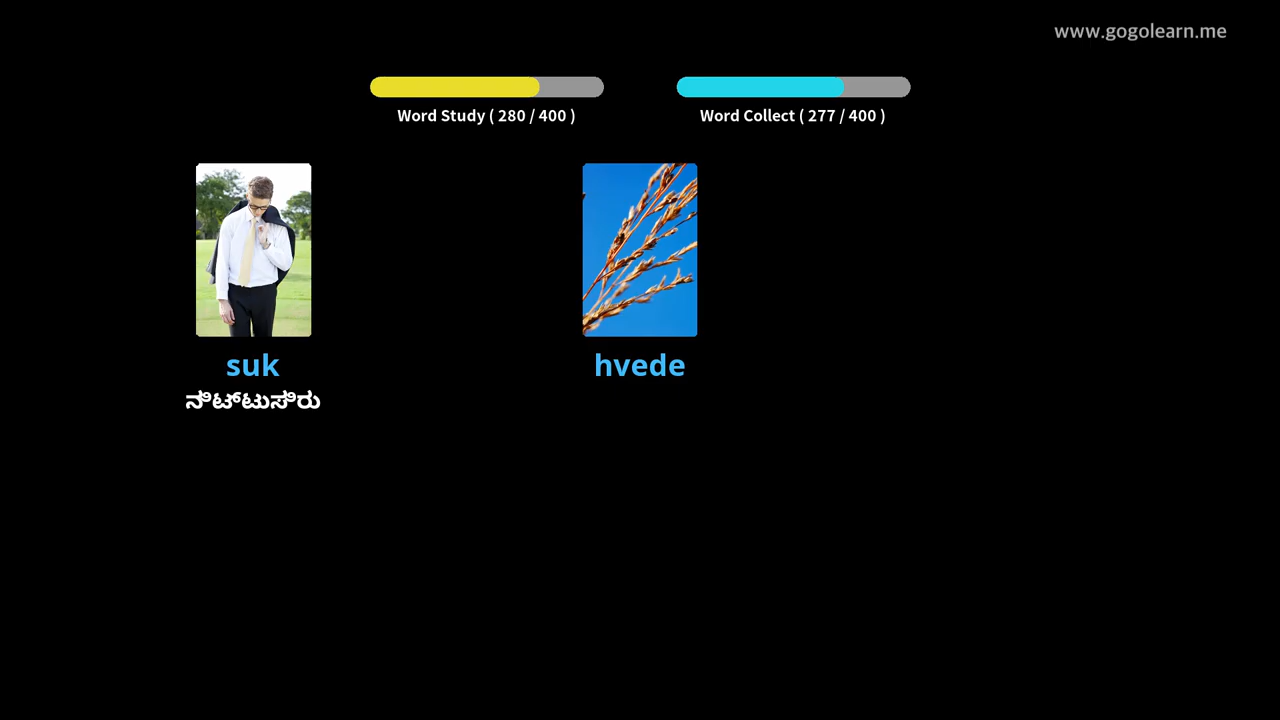 www.gogolearn.me
Word Study ( 280 / 400 )
Word Collect ( 277 / 400 )
suk
hvede
ನಿಟ್ಟುಸಿರು